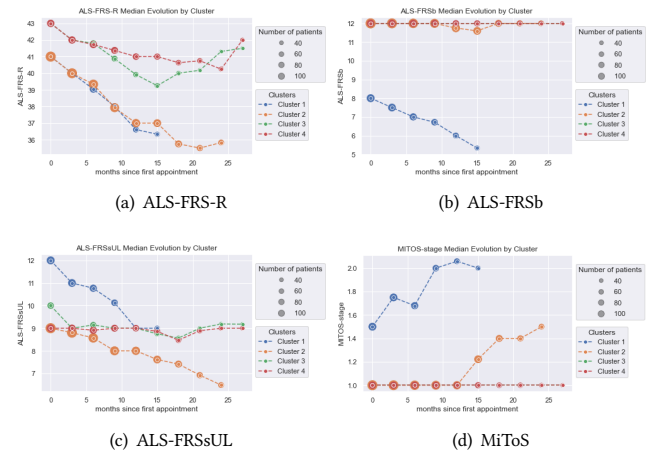 ALS-FRS-R Median Evolution by Cluster
43
42
41
40
39
38
37
36
ALS-FRS-R
0
5
10
15
20
25
months since first appointment
Number of patients
40
60
80
100
Clusters
Cluster 1
Cluster 2
Cluster 3
Cluster 4
(a) ALS-FRS-R
ALS-FRSb Median Evolution by Cluster
12
11
10
9
8
7
6
5
ALS-FRSb
0
5
10
15
20
25
months since first appointment
Number of patients
40
60
80
100
Clusters
Cluster 1
Cluster 2
Cluster 3
Cluster 4
(b) ALS-FRSb
ALS-FRSsUL Median Evolution by Cluster
12
11
10
9
8
7
ALS-FRSsUL
0
5
10
15
20
25
months since first appointment
Number of patients
40
60
80
100
Clusters
Cluster 1
Cluster 2
Cluster 3
Cluster 4
(c) ALS-FRSsUL
MITOS-stage Median Evolution by Cluster
2.0
1.8
1.6
1.4
1.2
1.0
MITOS-stage
0
5
10
15
20
25
months since first appointment
Number of patients
40
60
80
100
Clusters
Cluster 1
Cluster 2
Cluster 3
Cluster 4
(d) MiToS